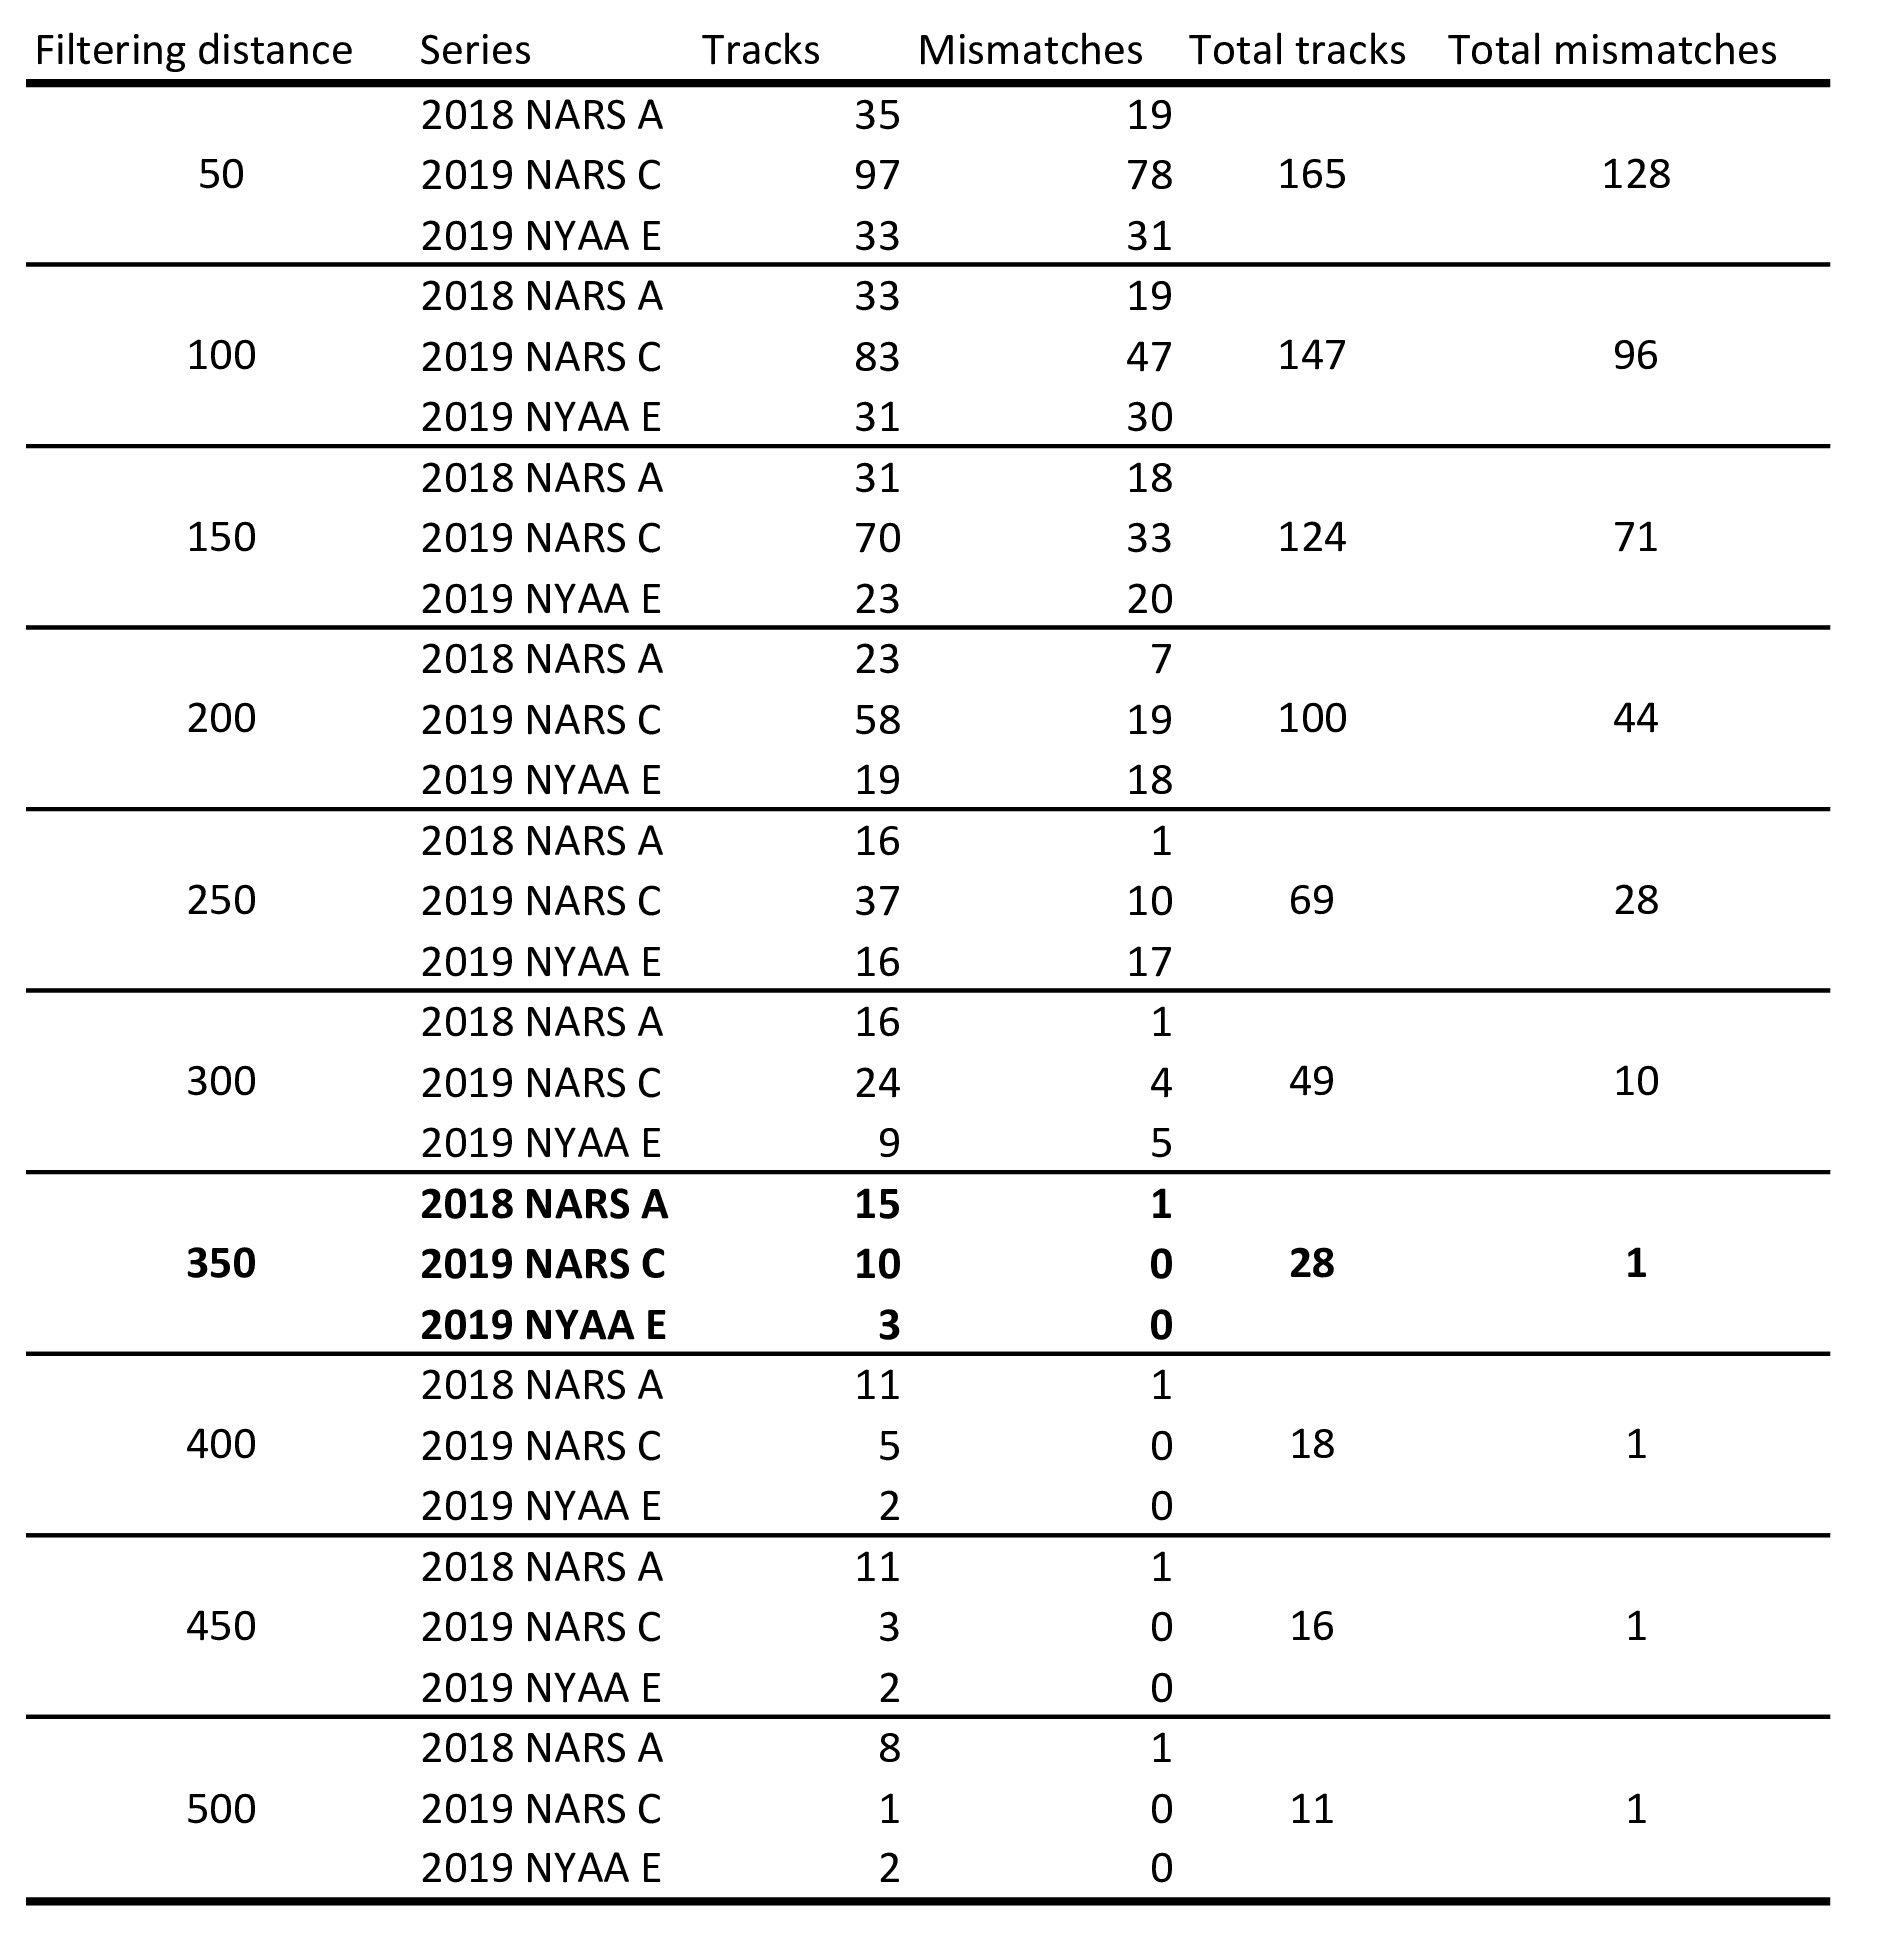 Filtering distance Series Tracks Mismatches Total tracks Total mismatches
2018 NARS A 35 19
50 2019 NARS C 97 78 165 128
2019 NYAA E 33 31
2018 NARS A 33 19
100 2019 NARS C 83 47 147 96
2019 NYAA E 31 30
2018 NARS A 31 18
150 2019 NARS C 70 33 124 71
2019 NYAA E 23 20
2018 NARS A 23 7
200 2019 NARS C 58 19 100 44
2019 NYAA E 19 18
2018 NARS A 16 1
250 2019 NARS C 37 10 69 28
2019 NYAA E 16 17
2018 NARS A 16 1
300 2019 NARS C 24 4 49 10
2019 NYAA E 9 5
2018 NARS A 15 1
350 2019 NARS C 10 0 28 1
2019 NYAA E 3 0
2018 NARS A 11 1
400 2019 NARS C 5 0 18 1
2019 NYAA E 2 0
2018 NARS A 11 1
450 2019 NARS C 3 0 16 1
2019 NYAA E 2 0
2018 NARS A 8 1
500 2019 NARS C 1 0 11 1
2019 NYAA E 2 0